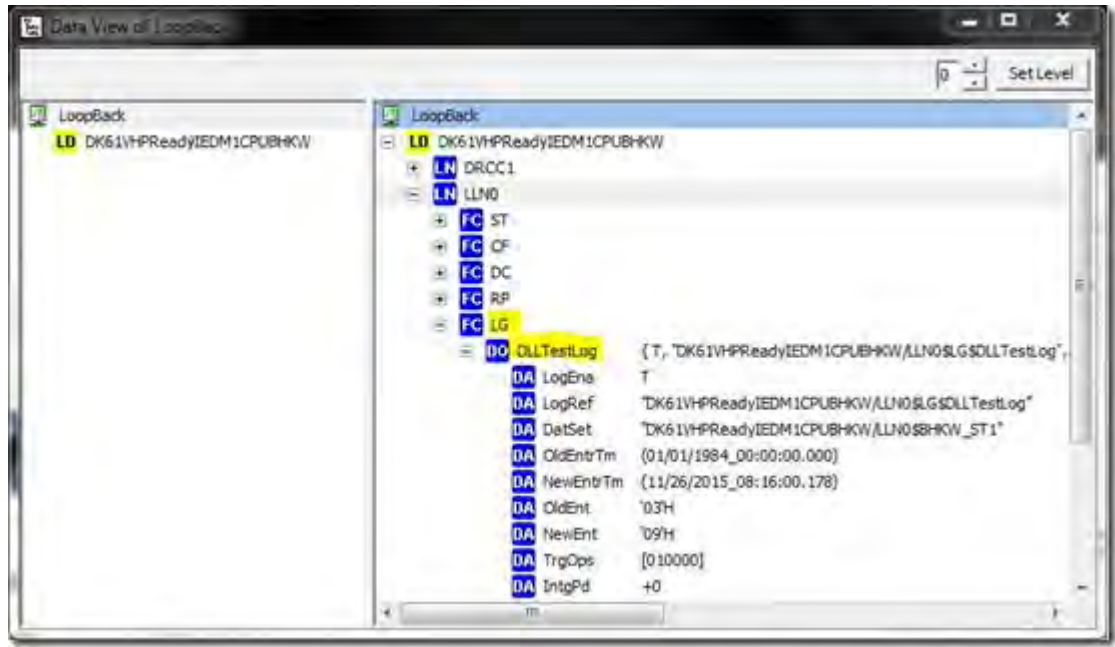 Data View of LoopBack
0 Set Level
LoopBack
LD DK61VHPReadyIEDM1CPUBHKW
LoopBack
LD DK61VHPReadyIEDM1CPUBHKW
LN DRCC1
LN LLN0
FC ST
FC CF
FC DC
FC RP
FC LG
DO DLLTestLog {T, "DK61VHPReadyIEDM1CPUBHKW/LLN0$LG$DLLTestLog",
DA LogEna T
DA LogRef "DK61VHPReadyIEDM1CPUBHKW/LLN0$LG$DLLTestLog"
DA DatSet "DK61VHPReadyIEDM1CPUBHKW/LLN0$BHKW_ST1"
DA OldEntrTm (01/01/1984_00:00:00.000)
DA NewEntrTm (11/26/2015_08:16:00.178)
DA OldEnt '03'H
DA NewEnt '09'H
DA TrgOps [010000]
DA IntgPd +0